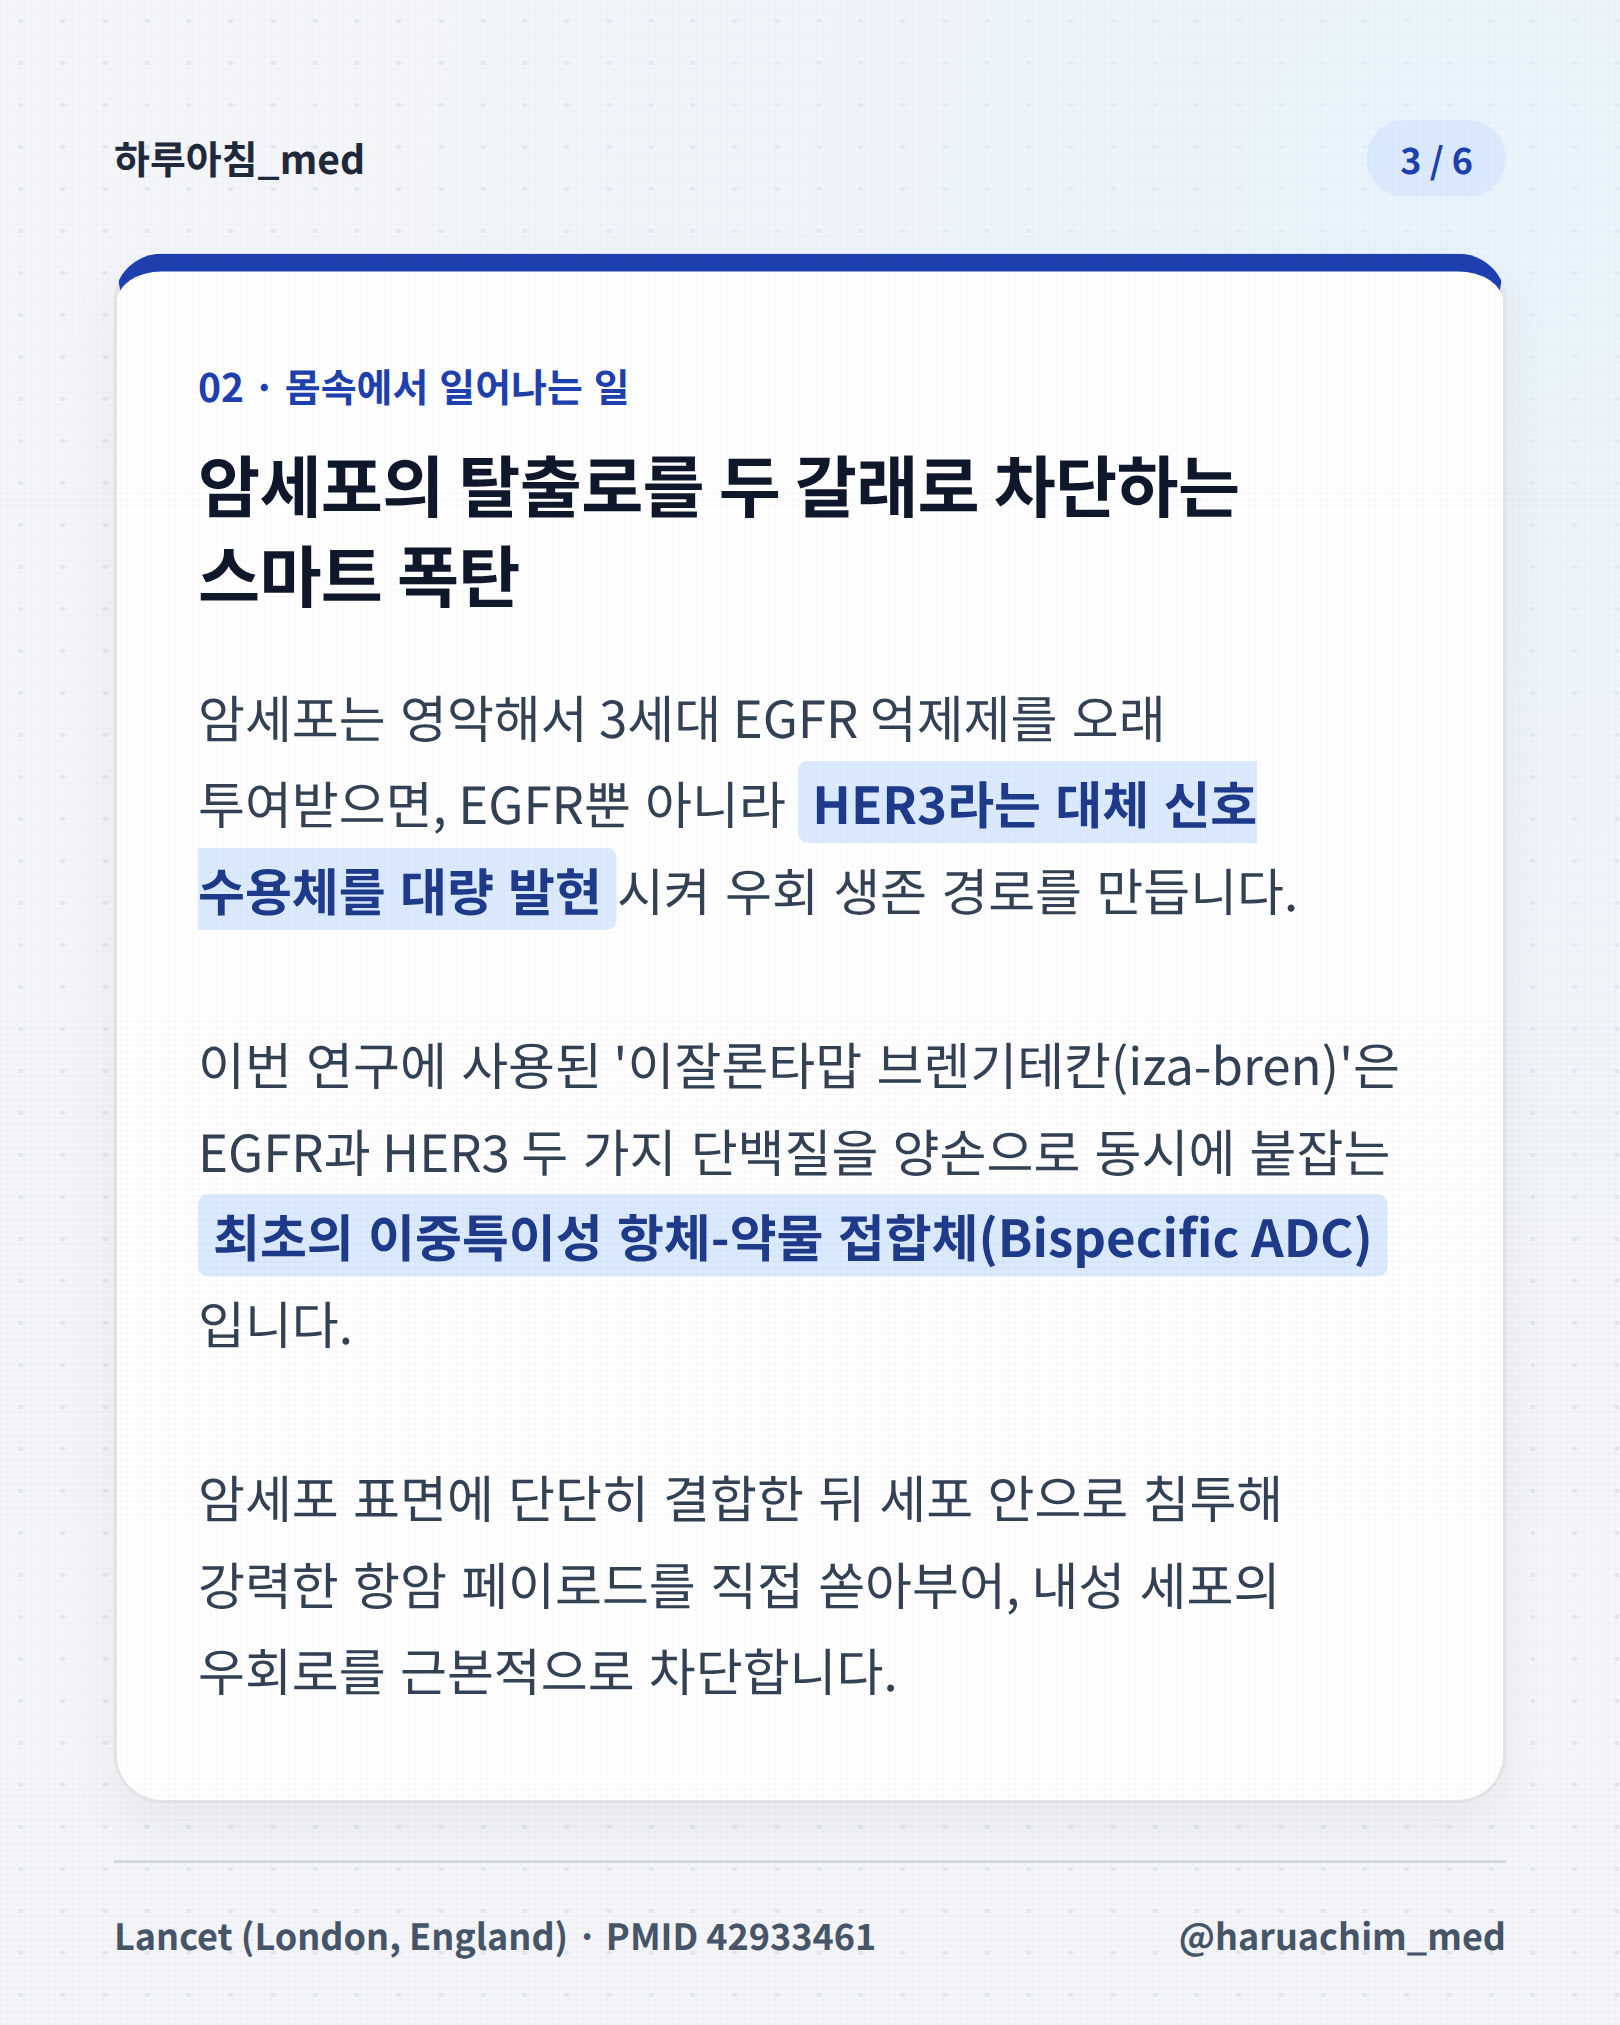 하루아침_med
3 / 6
02 · 몸속에서 일어나는 일
암세포의 탈출로를 두 갈래로 차단하는
스마트 폭탄
암세포는 영악해서 3세대 EGFR 억제제를 오래
투여받으면, EGFR뿐 아니라 HER3라는 대체 신호
수용체를 대량 발현시켜 우회 생존 경로를 만듭니다.
이번 연구에 사용된 '이잘론타맙 브렌기테칸(iza-bren)'은
EGFR과 HER3 두 가지 단백질을 양손으로 동시에 붙잡는
최초의 이중특이성 항체-약물 접합체(Bispecific ADC)
입니다.
암세포 표면에 단단히 결합한 뒤 세포 안으로 침투해
강력한 항암 페이로드를 직접 쏟아부어, 내성 세포의
우회로를 근본적으로 차단합니다.
Lancet (London, England) · PMID 42933461
@haruachim_med